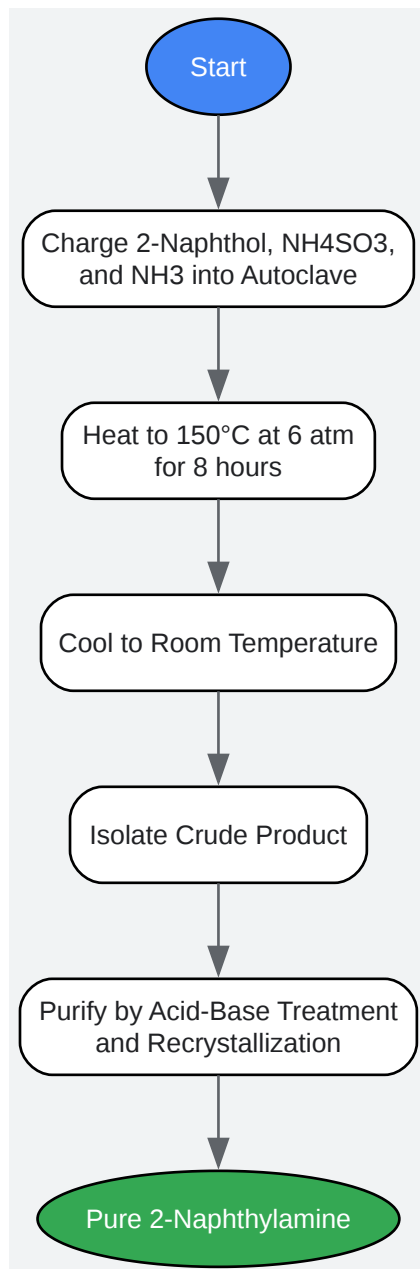 Start
Charge 2-Naphthol, NH4SO3,
and NH3 into Autoclave
Heat to 150°C at 6 atm
for 8 hours
Cool to Room Temperature
Isolate Crude Product
Purify by Acid-Base Treatment
and Recrystallization
Pure 2-Naphthylamine